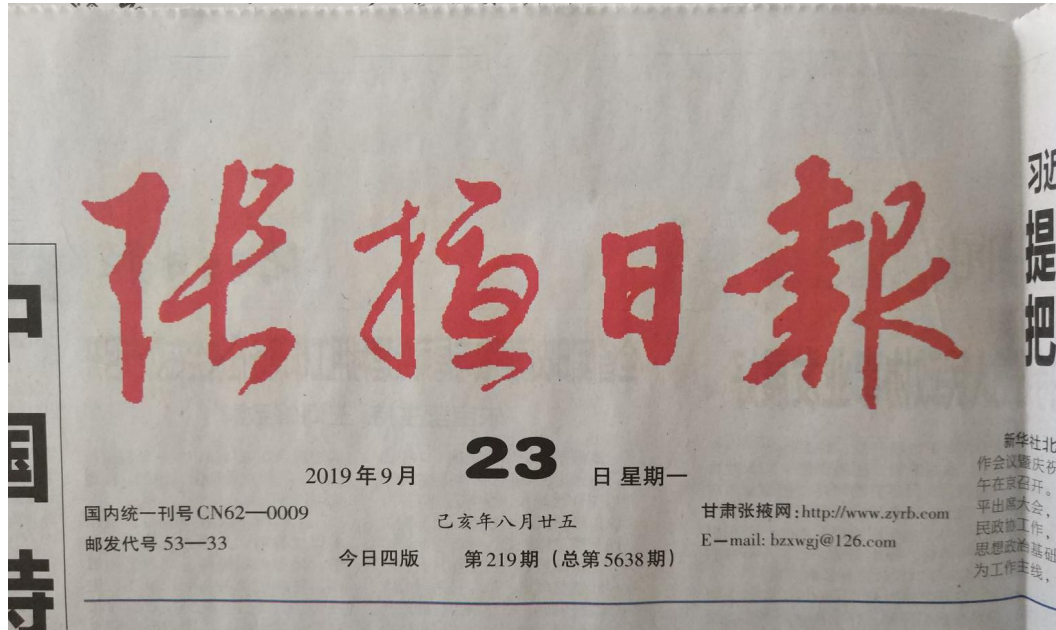 张掖日報
2019年9月 23 日 星期一
国内统一刊号CN62—0009
己亥年八月廿五
甘肃张掖网:http://www.zyrb.com
邮发代号 53—33
今日四版 第219期（总第5638期）
E—mail: bzxwgj@126.com
中
国
特
习近
提
把
新华社北
作会议暨庆祝
午在京召开。
平出席大会，
民政协工作，
思想政治基础
为工作主线，